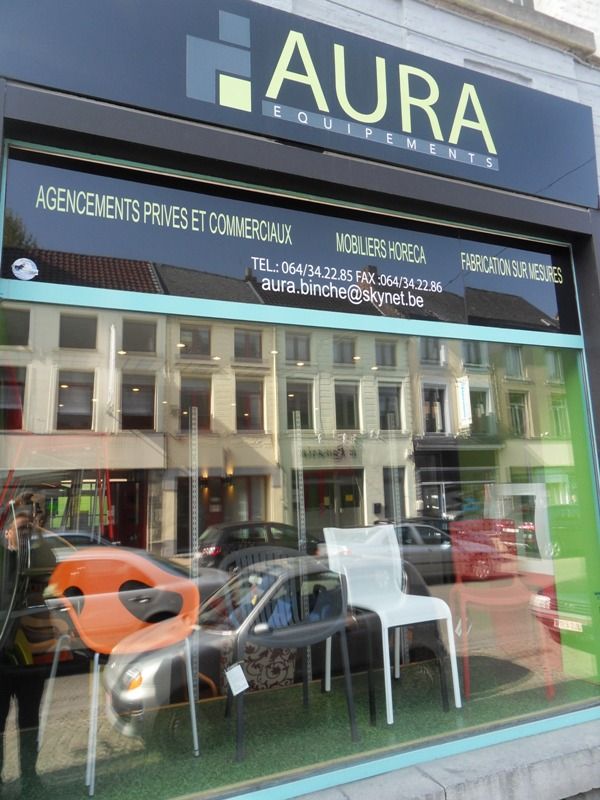 AURA
EQUIPEMENTS
AGENCEMENTS PRIVES ET COMMERCIAUX
MOBILIERS HORECA
FABRICATION SUR MESURES
TEL.: 064/34.22.85 FAX :064/34.22.86
aura.binche@skynet.be